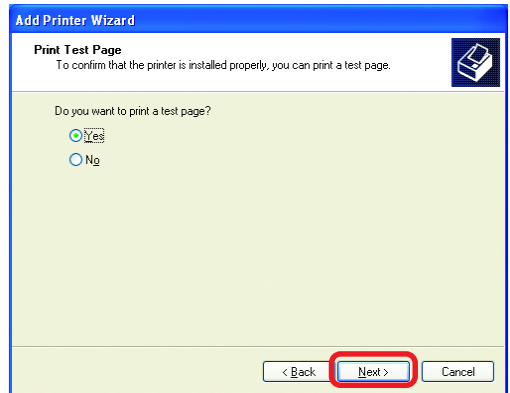 Add Printer Wizard
Print Test Page
To confirm that the printer is installed properly, you can print a test page.
Do you want to print a test page?
Yes
No
< Back
Next >
Cancel